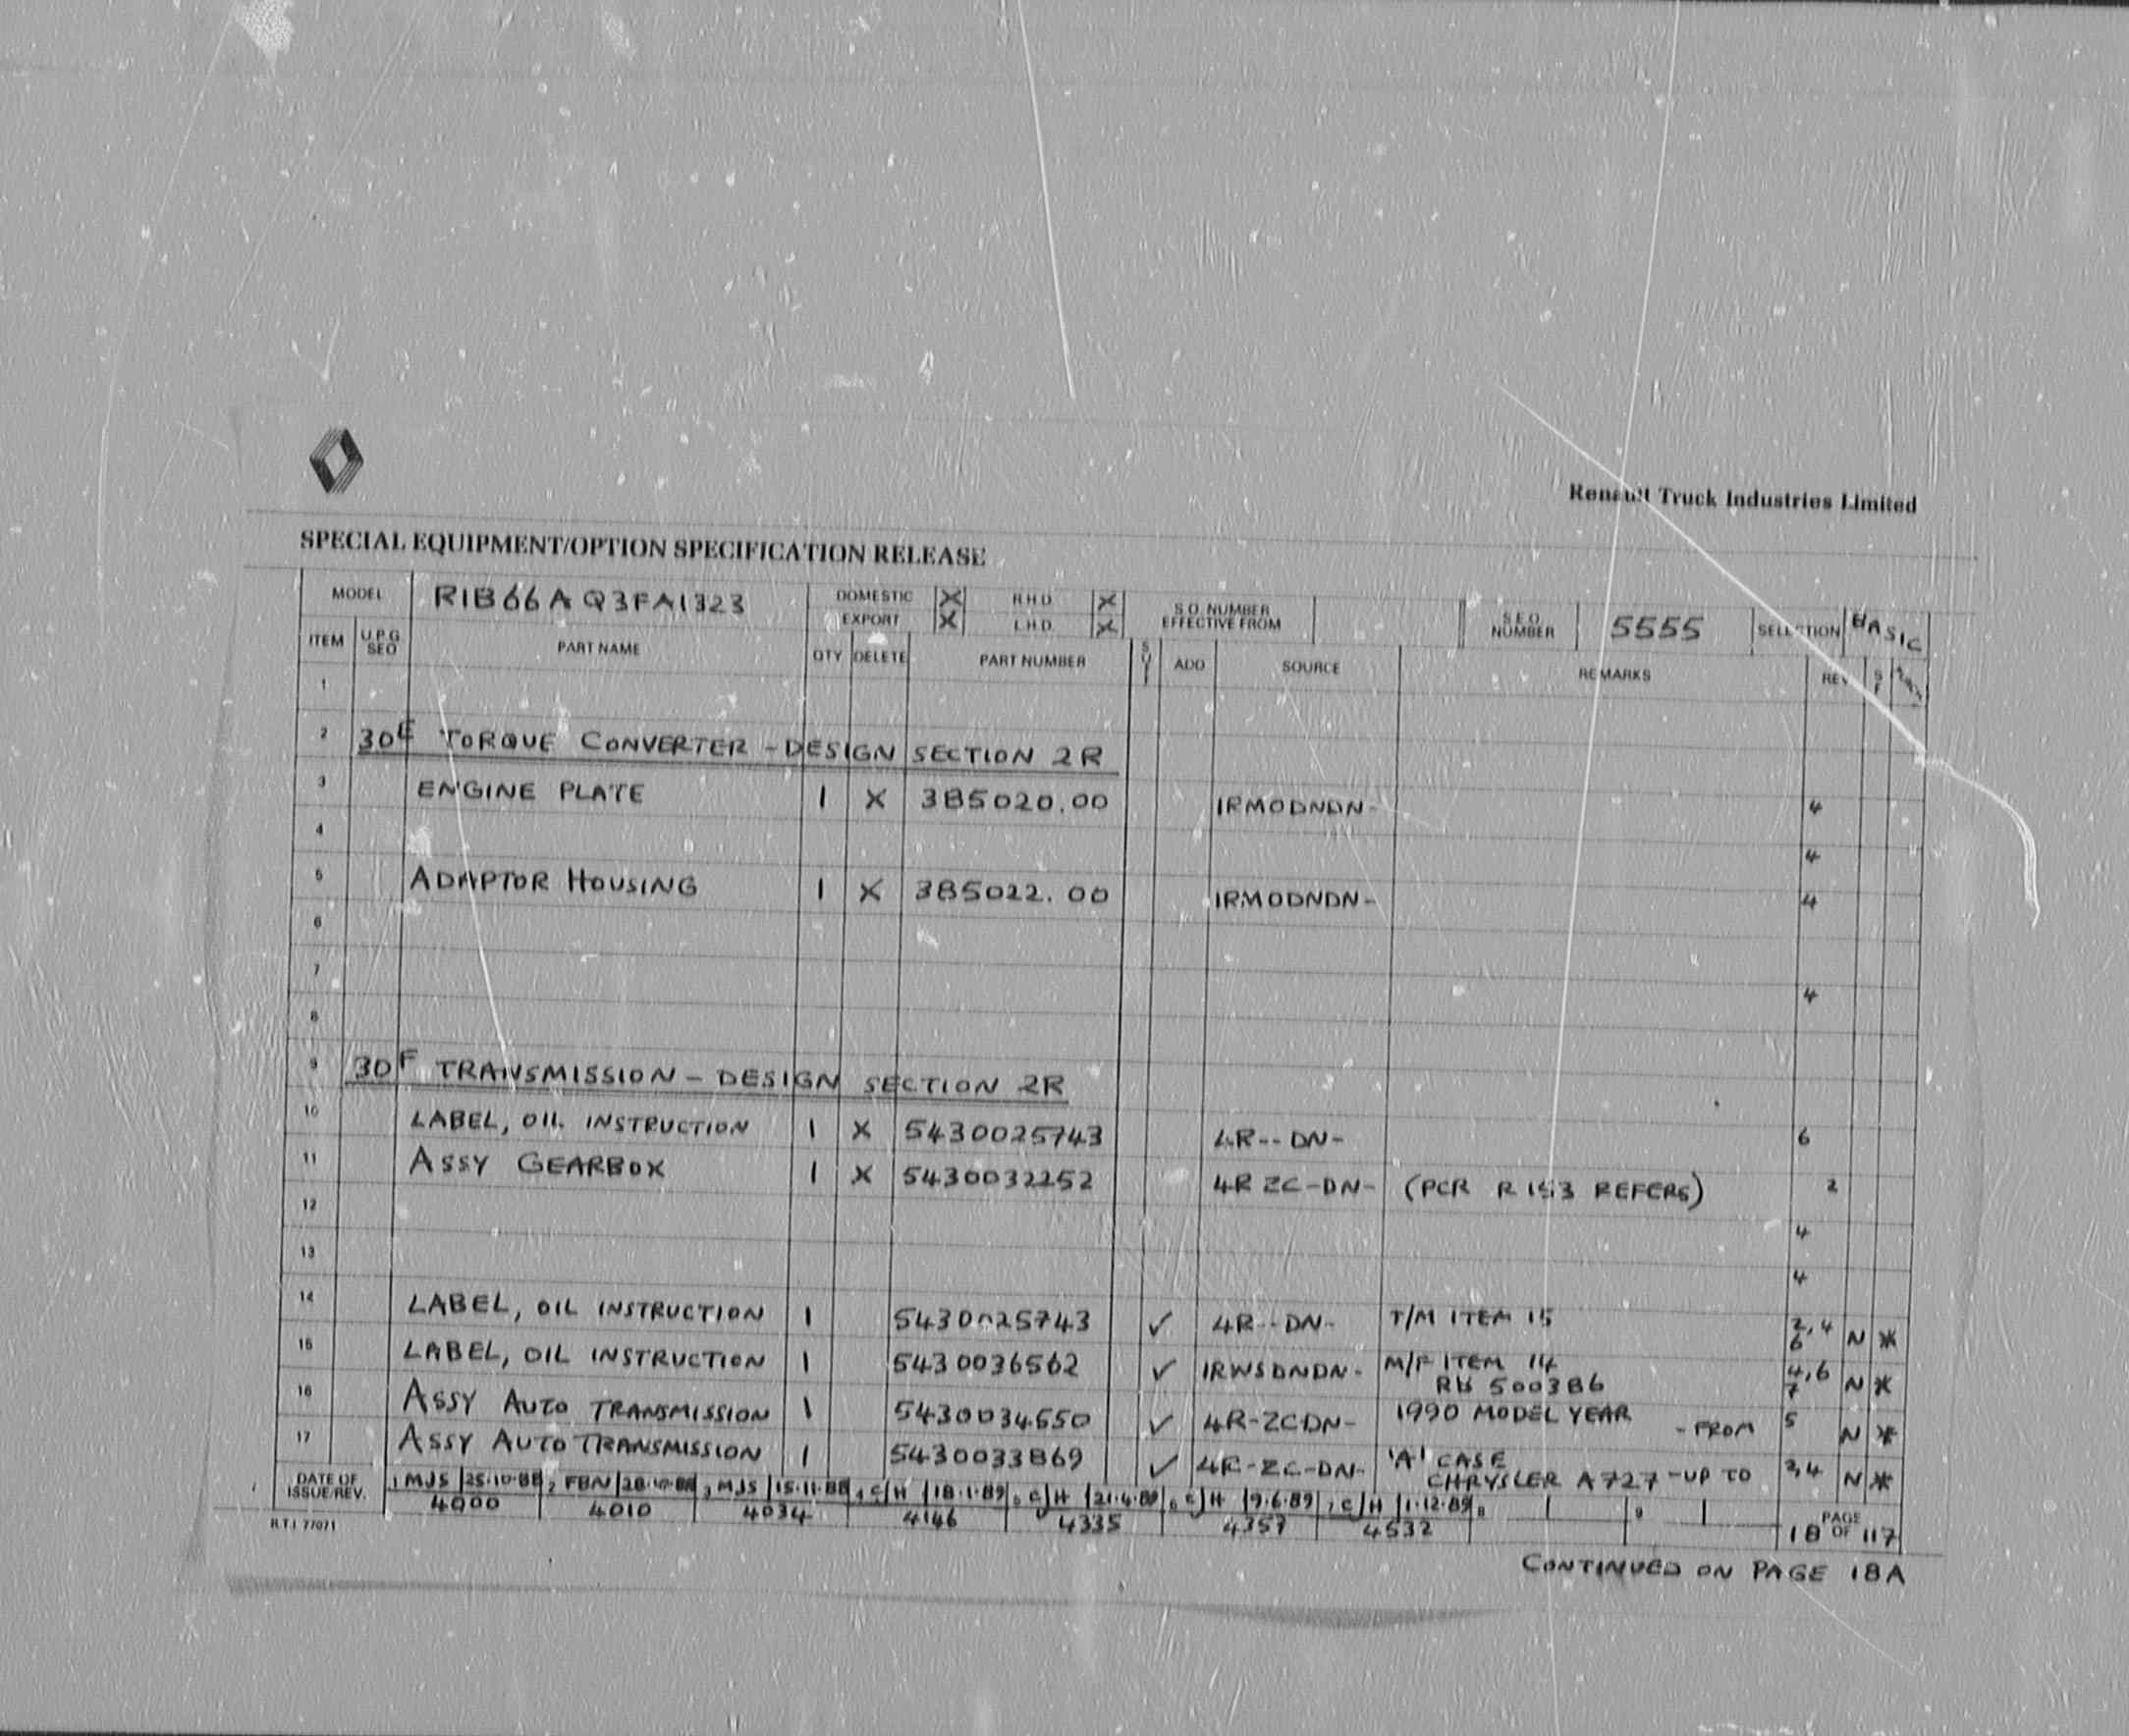 Renault Truck Industries Limited
SPECIAL EQUIPMENT/OPTION SPECIFICATION RELEASE
MODEL R1B66A Q3FA1323 DOMESTIC X R.H.D. X S.O. NUMBER EFFECTIVE FROM S.E.O. NUMBER 5555 SELECTION BASIC
EXPORT X L.H.D. X
ITEM U.P.G. SEO PART NAME QTY DELETE PART NUMBER ADD SOURCE REMARKS REV S F
1
2 30E TORQUE CONVERTER - DESIGN SECTION 2R
3 ENGINE PLATE 1 X 3B5020.00 IRMODNDN- 4
4 4
5 ADAPTOR HOUSING 1 X 3B5022.00 IRMODNDN- 4
6
7 4
8
9 30F TRANSMISSION - DESIGN SECTION 2R
10 LABEL, OIL INSTRUCTION 1 X 5430025743 4R--DN- 6
11 ASSY GEARBOX 1 X 5430032252 4R ZC-DN- (PCR R153 REFERS) 2
12 4
13 4
14 LABEL, OIL INSTRUCTION 1 5430025743 ✓ 4R--DN- T/M ITEM 15 2,4 6 N *
15 LABEL, OIL INSTRUCTION 1 5430036562 ✓ IRWSDNDN- M/F ITEM 14 4,6 7 N *
500386
16 ASSY AUTO TRANSMISSION 1 5430034550 ✓ 4R-ZCDN- 1990 MODEL YEAR - FROM 5 N *
17 ASSY AUTO TRANSMISSION 1 5430033869 ✓ 4R-ZC-DN- 'A' CASE 3,4 N *
CHRYSLER A727 - UP TO
DATE OF ISSUE/REV. 1 MJS 25.10.88 2 FBN 28.10.88 3 MJS 15.11.88 4 C/H 18.1.89 5 C/H 21.4.89 6 C/H 9.6.89 7 C/H 1.12.89 8 9
4000 4010 4034 4146 4335 4357 4532 PAGE 18 OF 117
R.T.I. 77071
CONTINUED ON PAGE 18A